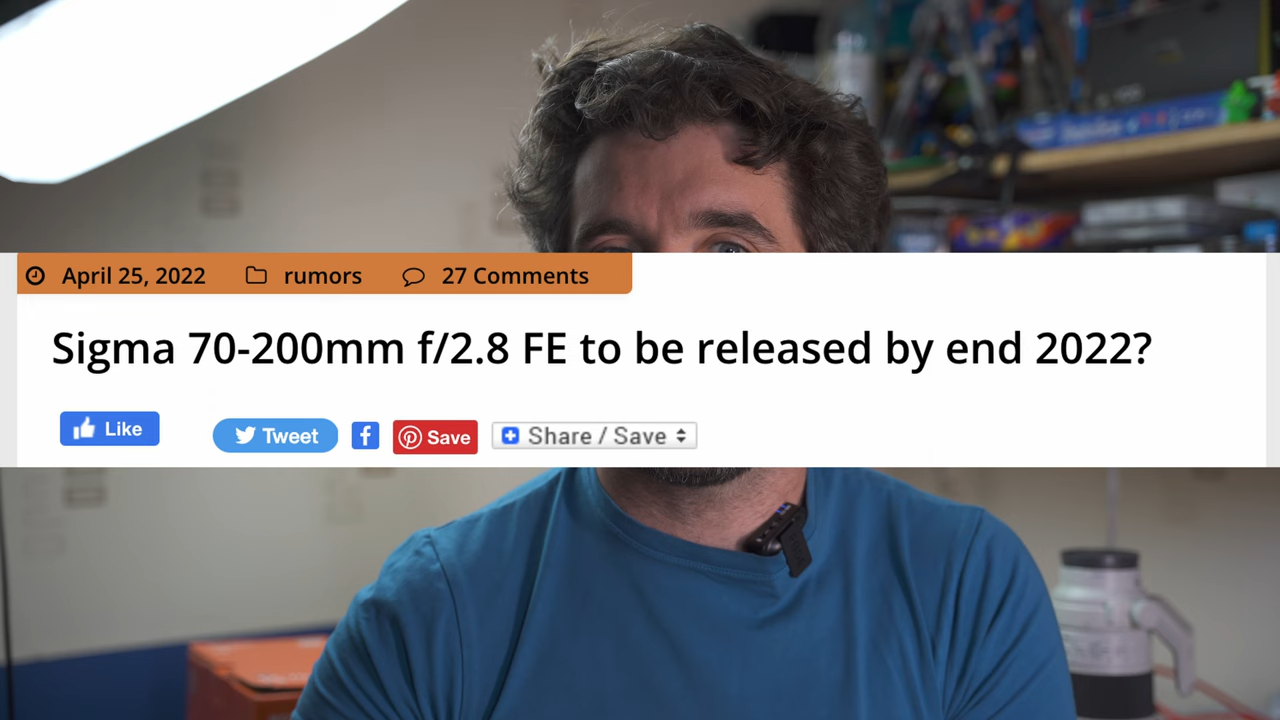 April 25, 2022 rumors 27 Comments
Sigma 70-200mm f/2.8 FE to be released by end 2022?
Like Tweet Save Share / Save